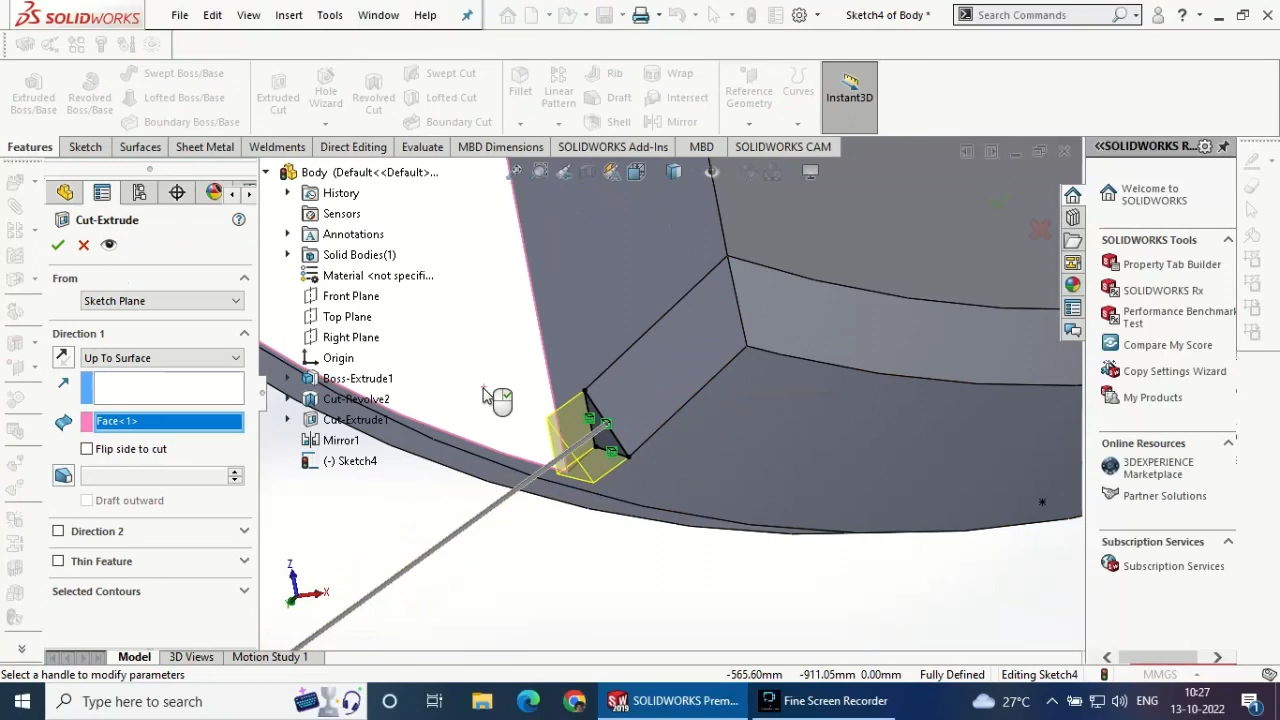 SOLIDWORKS
File
Edit
View
Insert
Tools
Window
Help
Sketch4 of Body *
Search Commands
Extruded Boss/Base
Revolved Boss/Base
Swept Boss/Base
Lofted Boss/Base
Boundary Boss/Base
Extruded Cut
Hole Wizard
Revolved Cut
Swept Cut
Lofted Cut
Boundary Cut
Fillet
Linear Pattern
Rib
Draft
Shell
Wrap
Intersect
Mirror
Reference Geometry
Curves
Instant3D
Features
Sketch
Surfaces
Sheet Metal
Weldments
Direct Editing
Evaluate
MBD Dimensions
SOLIDWORKS Add-Ins
MBD
SOLIDWORKS CAM
Cut-Extrude
From
Sketch Plane
Direction 1
Up To Surface
Face<1>
Flip side to cut
Draft outward
Direction 2
Thin Feature
Selected Contours
Body (Default<<Default>...
History
Sensors
Annotations
Solid Bodies(1)
Material <not specifi...
Front Plane
Top Plane
Right Plane
Origin
Boss-Extrude1
Cut-Revolve2
Cut-Extrude1
Mirror1
(-) Sketch4
Z
X
Y
«SOLIDWORKS R...
Welcome to
SOLIDWORKS
SOLIDWORKS Tools
Property Tab Builder
SOLIDWORKS Rx
Performance Benchmark
Test
Compare My Score
Copy Settings Wizard
My Products
Online Resources
3DEXPERIENCE
Marketplace
Partner Solutions
Subscription Services
Subscription Services
Model
3D Views
Motion Study 1
Select a handle to modify parameters
-565.60mm -911.05mm 0.00mm
Fully Defined
Editing Sketch4
MMGS
Type here to search
SOLIDWORKS Prem...
Fine Screen Recorder
27°C
ENG
10:27
13-10-2022